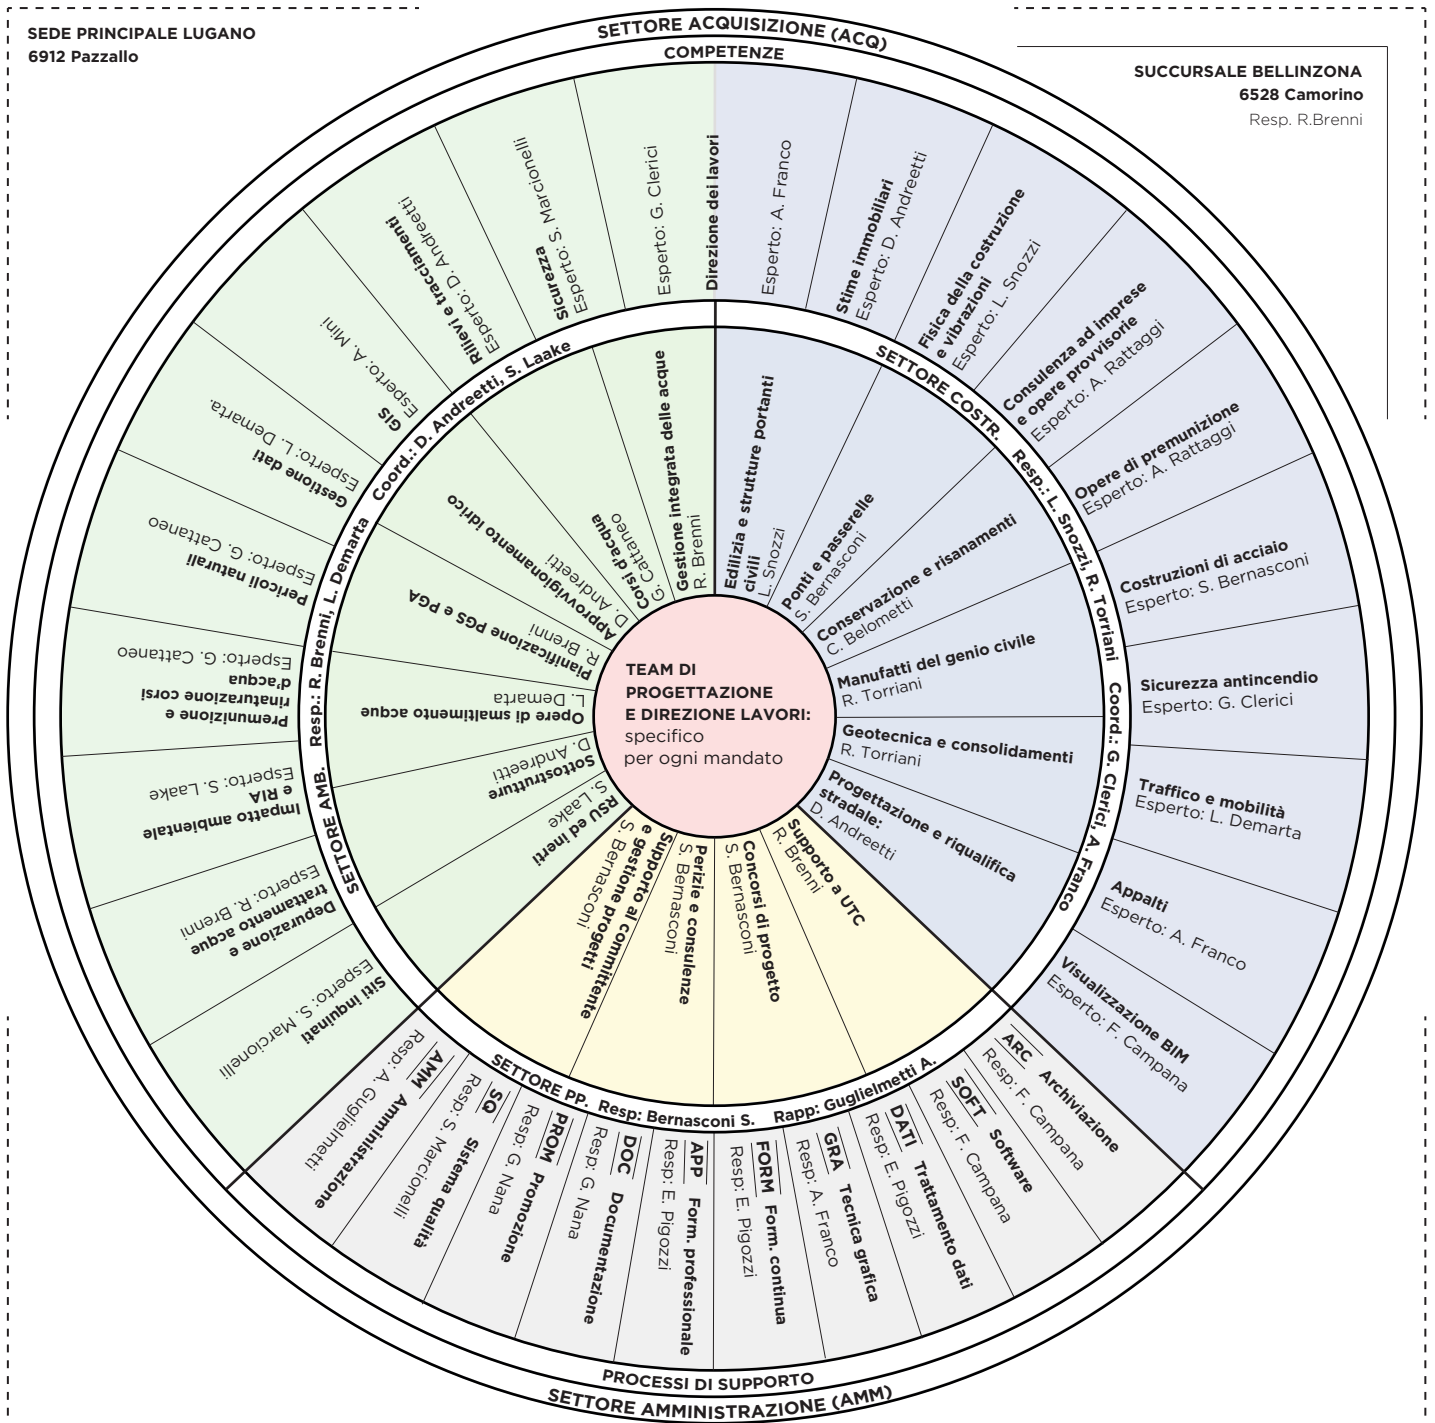 SEDE PRINCIPALE LUGANO
6912 Pazzallo
SUCCURSALE BELLINZONA
6528 Camorino
Resp. R.Brenni
SETTORE ACQUISIZIONE (ACQ)
COMPETENZE
Direzione dei lavori
Esperto: A. Franco
Stime immobiliari
Esperto: D. Andreetti
Fisica della costruzione
e vibrazioni
Esperto: L. Snozzi
Consulenza ad imprese
e opere provvisorie
Esperto: A. Rattaggi
Opere di premunizione
Esperto: A. Rattaggi
Costruzioni di acciaio
Esperto: S. Bernasconi
Sicurezza antincendio
Esperto: G. Clerici
Traffico e mobilità
Esperto: L. Demarta
Appalti
Esperto: A. Franco
Visualizzazione BIM
Esperto: F. Campana
ARC Archiviazione
Resp: F. Campana
SOFT Software
Resp: F. Campana
DATI Trattamento dati
Resp: E. Pigozzi
GRA Tecnica grafica
Resp: A. Franco
FORM Form. continua
Resp: E. Pigozzi
APP Form. professionale
Resp: E. Pigozzi
DOC Documentazione
Resp: G. Nana
PROM Promozione
Resp: G. Nana
SQ Sistema qualità
Resp: S. Marcionelli
AMM Amministrazione
Resp: A. Guglielmetti
Siti inquinati
Esperto: S. Marcionelli
Depurazione e
trattamento acque
Esperto: R. Brenni
Impatto ambientale
e RIA
Esperto: S. Laake
Premunizione e
rinaturazione corsi
d'acqua
Esperto: G. Cattaneo
Pericoli naturali
Esperto: G. Cattaneo
Gestione dati
Esperto: L. Demarta.
GIS
Esperto: A. Mini
Rilievi e tracciamenti
Esperto: D. Andreetti
Sicurezza
Esperto: S. Marcionelli
Esperto: G. Clerici
SETTORE COSTR. Resp.: L. Snozzi, R. Torriani Coord.: G. Clerici, A. Franco
SETTORE PP. Resp: Bernasconi S. Rapp: Guglielmetti A.
SETTORE AMB. Resp.: R. Brenni, L. Demarta Coord.: D. Andreetti, S. Laake
Edilizia e strutture portanti
civili
L. Snozzi
Ponti e passerelle
S. Bernasconi
Conservazione e risanamenti
C. Belometti
Manufatti del genio civile
R. Torriani
Geotecnica e consolidamenti
R. Torriani
Progettazione e riqualifica
stradale:
D. Andreetti
Supporto a UTC
R. Brenni
Concorsi di progetto
S. Bernasconi
Perizie e consulenze
S. Bernasconi
Supporto al committente
e gestione progetti
S. Bernasconi
RSU ed inerti
S. Laake
Sottostrutture
D. Andreetti
Opere di smaltimento acque
L. Demarta
Pianificazione PGS e PGA
R. Brenni
Approvvigionamento idrico
D. Andreetti
Corsi d'acqua
G. Cattaneo
Gestione integrata delle acque
R. Brenni
TEAM DI
PROGETTAZIONE
E DIREZIONE LAVORI:
specifico
per ogni mandato
PROCESSI DI SUPPORTO
SETTORE AMMINISTRAZIONE (AMM)